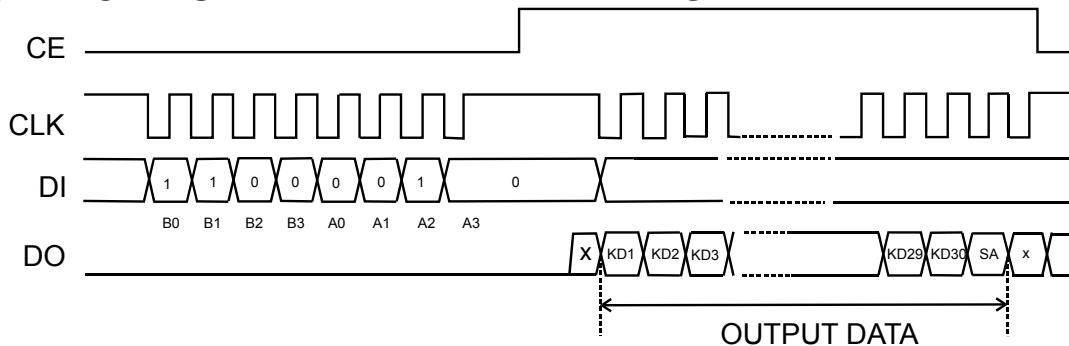 CE
CLK
DI 1 1 0 0 0 0 1 0
B0 B1 B2 B3 A0 A1 A2 A3
DO X KD1 KD2 KD3 KD29 KD30 SA x
OUTPUT DATA